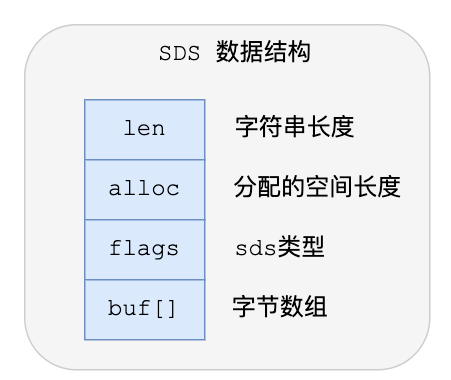 SDS 数据结构
len 字符串长度
alloc 分配的空间长度
flags sds类型
buf[] 字节数组